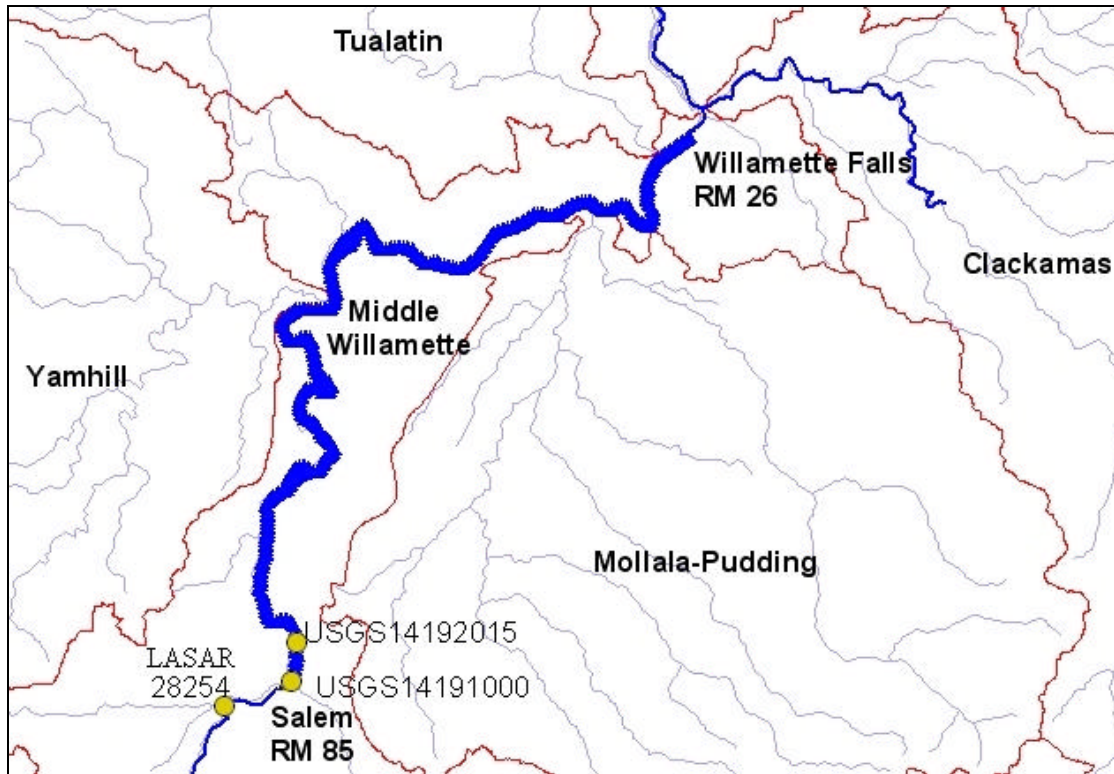 Tualatin
Willamette Falls
RM 26
Clackamas
Middle
Willamette
Yamhill
Mollala-Pudding
USGS14192015
LASAR
28254
USGS14191000
Salem
RM 85